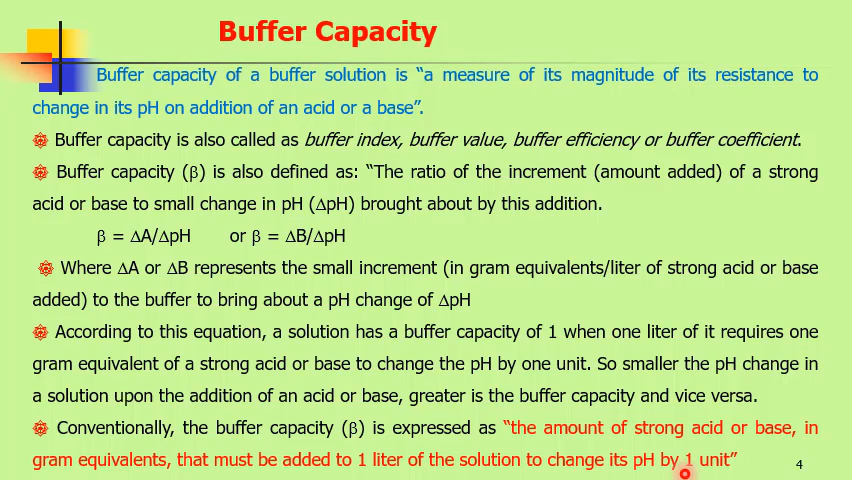 Buffer Capacity
Buffer capacity of a buffer solution is “a measure of its magnitude of its resistance to
change in its pH on addition of an acid or a base”.
Buffer capacity is also called as buffer index, buffer value, buffer efficiency or buffer coefficient.
Buffer capacity (β) is also defined as: “The ratio of the increment (amount added) of a strong
acid or base to small change in pH (ΔpH) brought about by this addition.
β = ΔA/ΔpH or β = ΔB/ΔpH
Where ΔA or ΔB represents the small increment (in gram equivalents/liter of strong acid or base
added) to the buffer to bring about a pH change of ΔpH
According to this equation, a solution has a buffer capacity of 1 when one liter of it requires one
gram equivalent of a strong acid or base to change the pH by one unit. So smaller the pH change in
a solution upon the addition of an acid or base, greater is the buffer capacity and vice versa.
Conventionally, the buffer capacity (β) is expressed as “the amount of strong acid or base, in
gram equivalents, that must be added to 1 liter of the solution to change its pH by 1 unit”
4